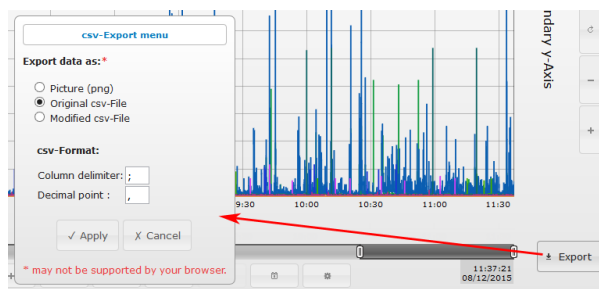 csv-Export menu
Export data as:*
Picture (png)
Original csv-File
Modified csv-File
csv-Format:
Column delimiter: ;
Decimal point : ,
✓ Apply
✗ Cancel
* may not be supported by your browser.
9:30
10:00
10:30
11:00
11:30
ndary y-Axis
Export
11:37:21
08/12/2015